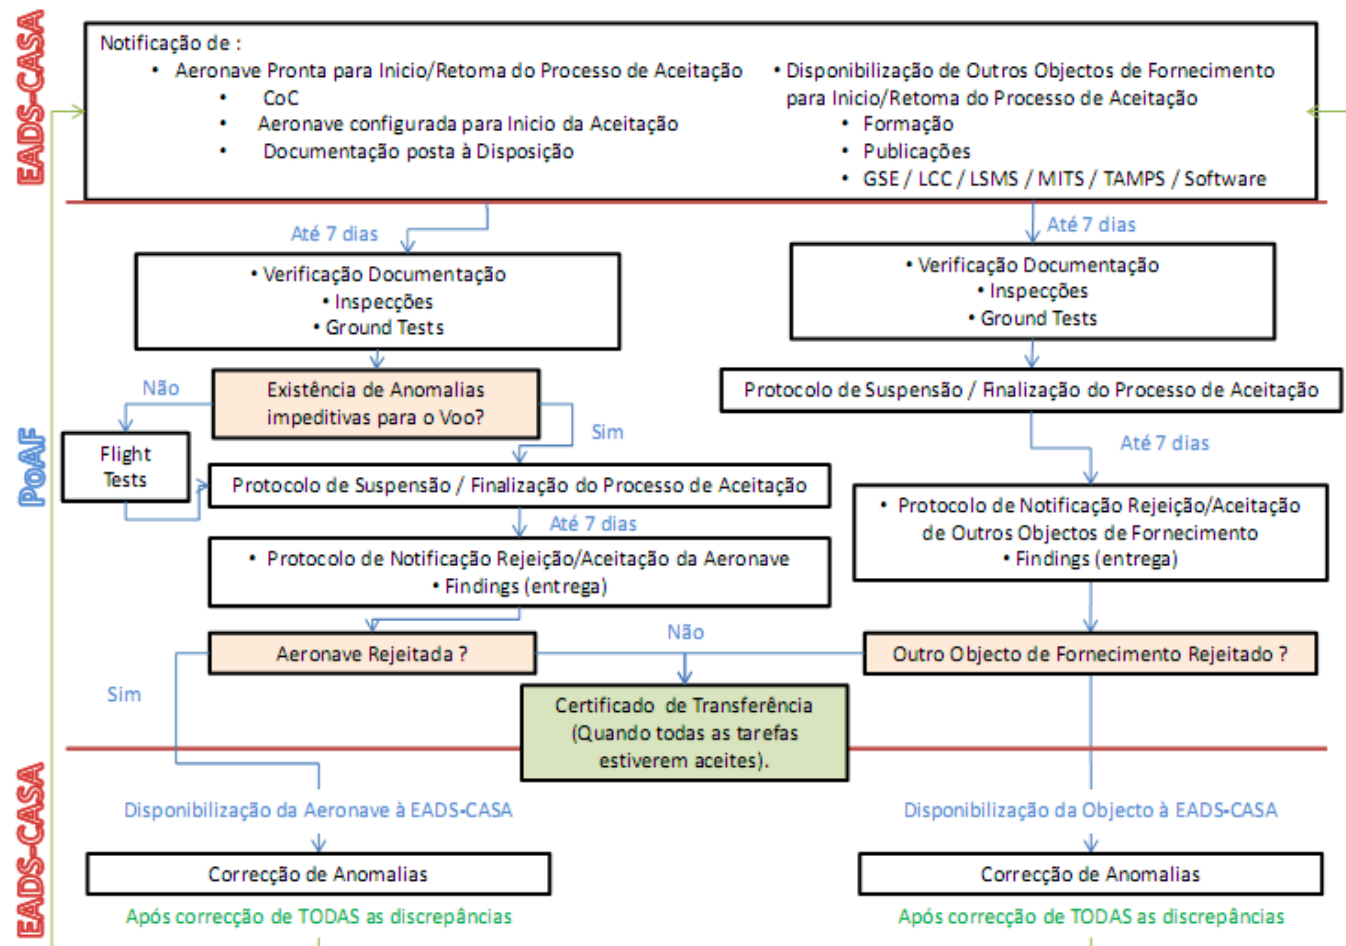 EADS-CASA
Notificação de :
• Aeronave Pronta para Inicio/Retoma do Processo de Aceitação
• CoC
• Aeronave configurada para Inicio da Aceitação
• Documentação posta à Disposição
• Disponibilização de Outros Objectos de Fornecimento
para Inicio/Retoma do Processo de Aceitação
• Formação
• Publicações
• GSE / LCC / LSMS / MITS / TAMPS / Software
PoAF
Até 7 dias
• Verificação Documentação
• Inspecções
• Ground Tests
Não
Existência de Anomalias
impeditivas para o Voo?
Sim
Flight
Tests
Protocolo de Suspensão / Finalização do Processo de Aceitação
Até 7 dias
• Protocolo de Notificação Rejeição/Aceitação da Aeronave
• Findings (entrega)
Aeronave Rejeitada ?
Sim
Não
Até 7 dias
• Verificação Documentação
• Inspecções
• Ground Tests
Protocolo de Suspensão / Finalização do Processo de Aceitação
Até 7 dias
• Protocolo de Notificação Rejeição/Aceitação
de Outros Objectos de Fornecimento
• Findings (entrega)
Outro Objecto de Fornecimento Rejeitado ?
Certificado de Transferência
(Quando todas as tarefas
estiverem aceites).
EADS-CASA
Disponibilização da Aeronave à EADS-CASA
Correcção de Anomalias
Após correcção de TODAS as discrepâncias
Disponibilização da Objecto à EADS-CASA
Correcção de Anomalias
Após correcção de TODAS as discrepâncias